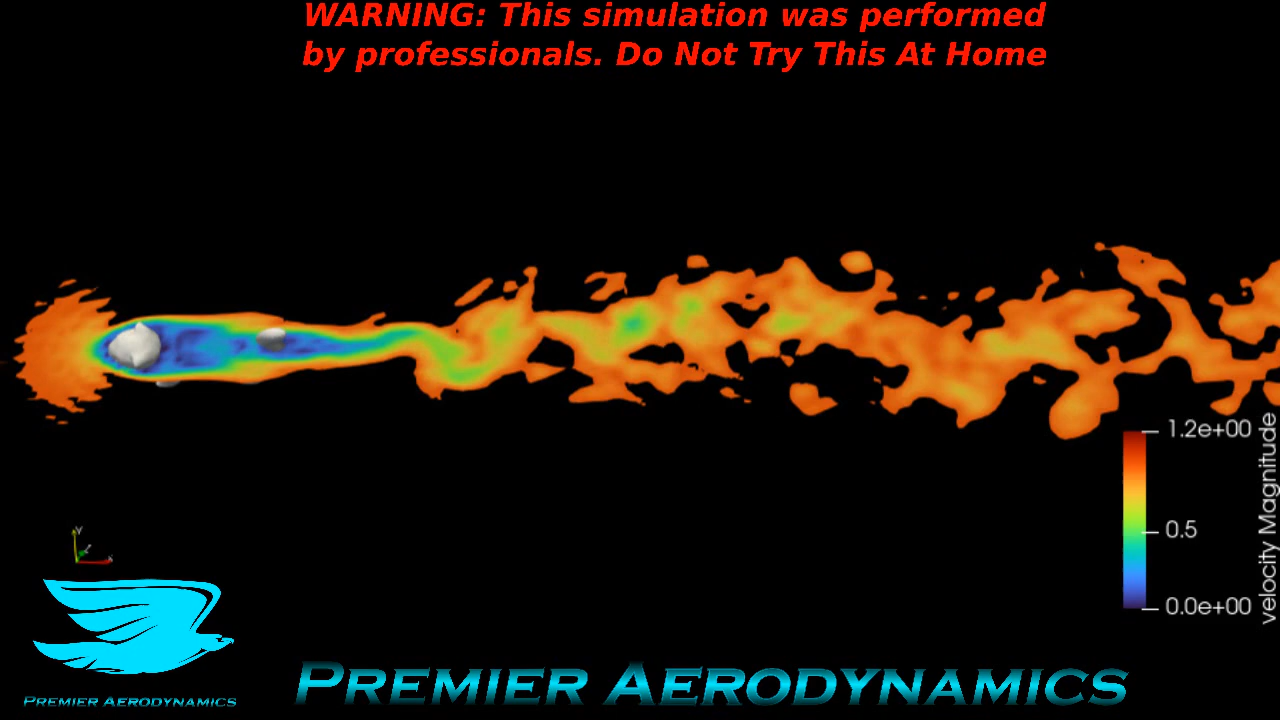 WARNING: This simulation was performed
by professionals. Do Not Try This At Home
1.2e+00
0.5
0.0e+00
velocity Magnitude
Y
X
PREMIER AERODYNAMICS
PREMIER AERODYNAMICS